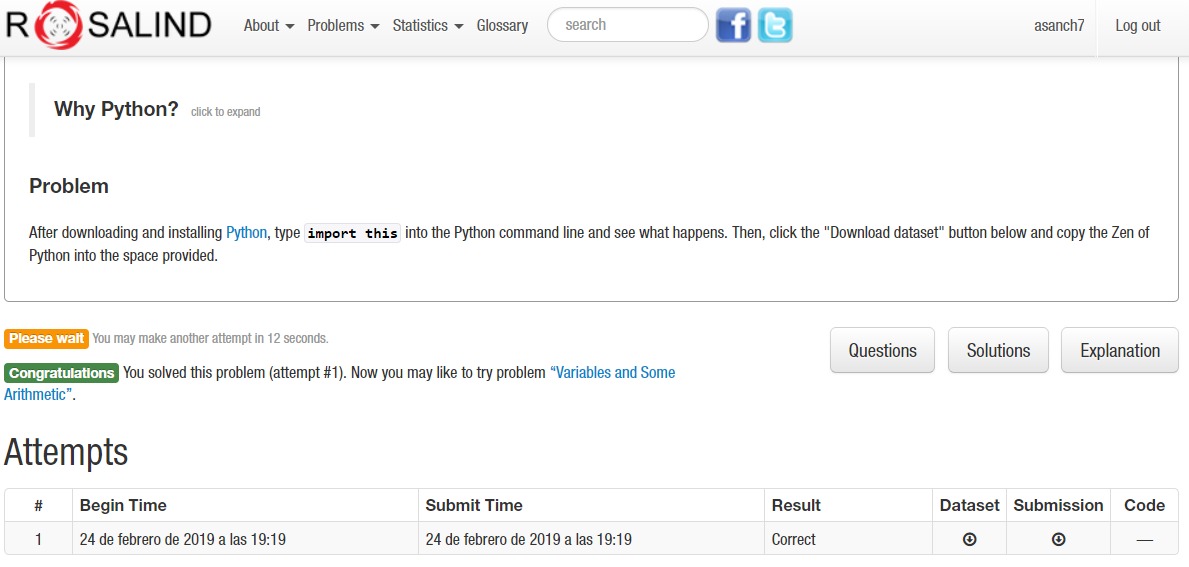 ROSALIND About Problems Statistics Glossary search asanch7 Log out
Why Python? click to expand
Problem
After downloading and installing Python, type import this into the Python command line and see what happens. Then, click the "Download dataset" button below and copy the Zen of
Python into the space provided.
Please wait You may make another attempt in 12 seconds.
Questions Solutions Explanation
Congratulations You solved this problem (attempt #1). Now you may like to try problem “Variables and Some
Arithmetic”.
Attempts
# Begin Time Submit Time Result Dataset Submission Code
1 24 de febrero de 2019 a las 19:19 24 de febrero de 2019 a las 19:19 Correct —